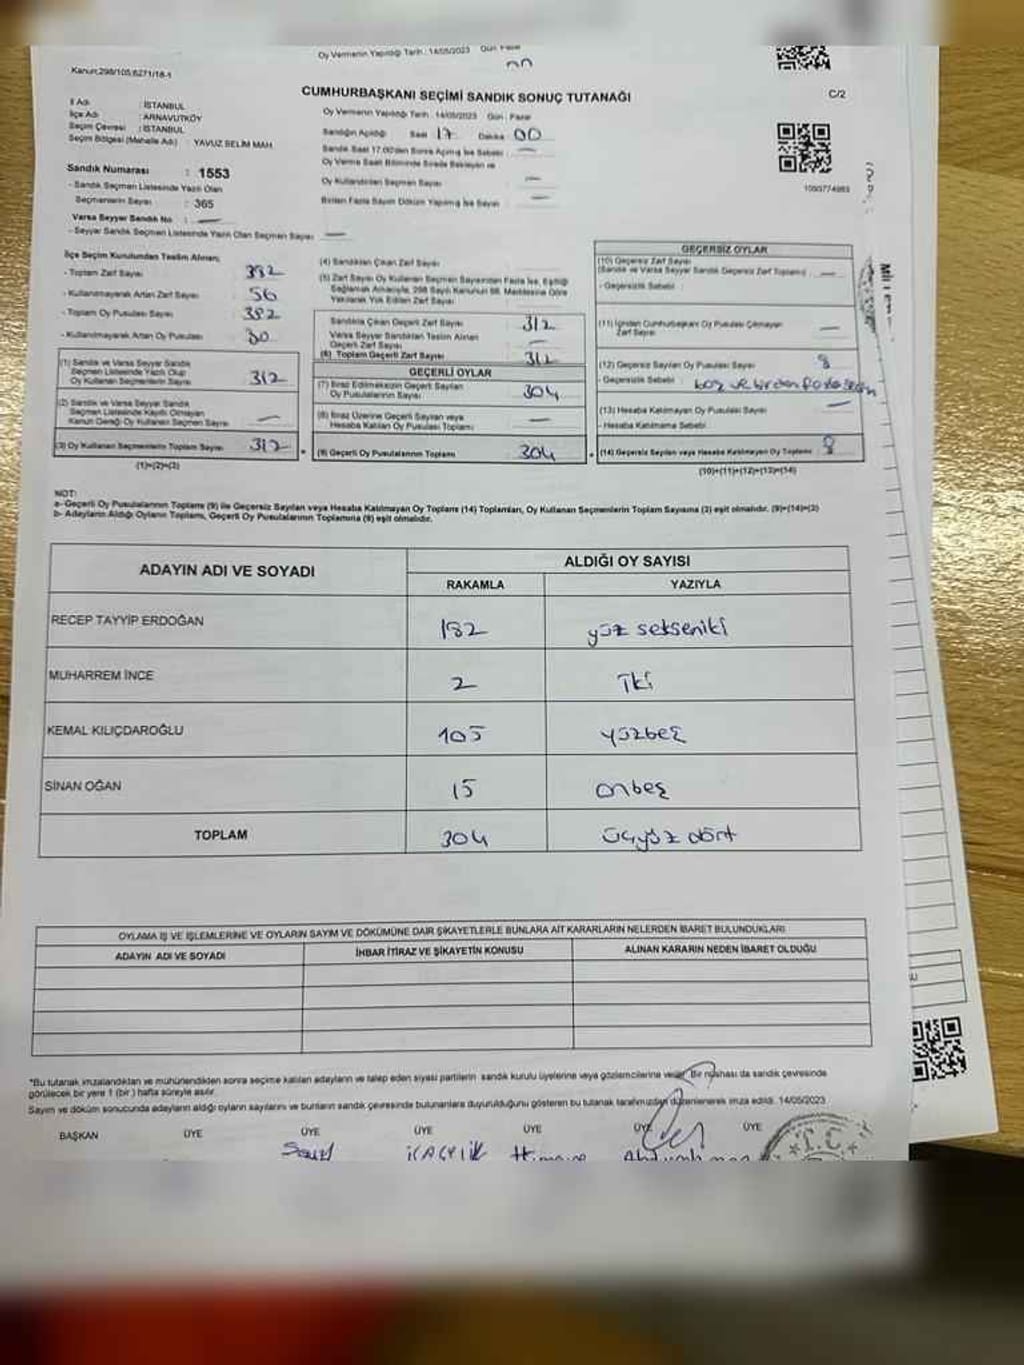 Oy Vermenin Yapıldığı Tarih : 14/05/2023 Gün Pazar
Kanun:298/105;6271/18-1
CUMHURBAŞKANI SEÇİMİ SANDIK SONUÇ TUTANAĞI
C/2
İl Adı : İSTANBUL
İlçe Adı : ARNAVUTKÖY
Seçim Çevresi : İSTANBUL
Seçim Bölgesi (Mahalle Adı) : YAVUZ SELİM MAH.
Oy Vermenin Yapıldığı Tarih : 14/05/2023 Gün : Pazar
Sandığın Açıldığı Saat 17 Dakika 00
Sandık Saat 17.00'den Sonra Açılmış İse Sebebi : —
Oy Verme Saati Bitiminde Sırada Bekleyen ve
Oy Kullandırılan Seçmen Sayısı : —
Birden Fazla Sayım Döküm Yapılmış İse Sayısı : —
1050774983
Sandık Numarası : 1553
- Sandık Seçmen Listesinde Yazılı Olan
Seçmenlerin Sayısı : 365
Varsa Seyyar Sandık No : —
- Seyyar Sandık Seçmen Listesinde Yazılı Olan Seçmen Sayısı : —
İlçe Seçim Kurulundan Teslim Alınan;
- Toplam Zarf Sayısı 382
- Kullanılmayarak Artan Zarf Sayısı : 56
- Toplam Oy Pusulası Sayısı : 382
- Kullanılmayarak Artan Oy Pusulası :
(1) Sandık ve Varsa Seyyar Sandık
Seçmen Listesinde Yazılı Olup
Oy Kullanan Seçmenlerin Sayısı : 312
(2) Sandık ve Varsa Seyyar Sandık
Seçmen Listesinde Kayıtlı Olmayan
Kanun Gereği Oy Kullanan Seçmen Sayısı —
(3) Oy Kullanan Seçmenlerin Toplam Sayısı 312
(1)+(2)=(3)
(4) Sandıktan Çıkan Zarf Sayısı
(5) Zarf Sayısı Oy Kullanan Seçmen Sayısından Fazla İse, Eşitliği
Sağlamak Amacıyla, 298 Sayılı Kanunun 98. Maddesine Göre
Yakılarak Yok Edilen Zarf Sayısı
Sandıkta Çıkan Geçerli Zarf Sayısı : 312
Varsa Seyyar Sandıktan Teslim Alınan
Geçerli Zarf Sayısı : —
(6) Toplam Geçerli Zarf Sayısı : 312
GEÇERLİ OYLAR
(7) İtiraz Edilmeksizin Geçerli Sayılan
Oy Pusulalarının Sayısı : 304
(8) İtiraz Üzerine Geçerli Sayılan veya
Hesaba Katılan Oy Pusulası Toplamı : —
(9) Geçerli Oy Pusulalarının Toplamı : 304
GEÇERSİZ OYLAR
(10) Geçersiz Zarf Sayısı
(Sandık ve Varsa Seyyar Sandık Geçersiz Zarf Toplamı) : —
- Geçersizlik Sebebi :
(11) İçinden Cumhurbaşkanı Oy Pusulası Çıkmayan
Zarf Sayısı —
(12) Geçersiz Sayılan Oy Pusulası Sayısı 8
- Geçersizlik Sebebi : boş ve birden fazla
(13) Hesaba Katılmayan Oy Pusulası Sayısı —
- Hesaba Katılmama Sebebi
(14) Geçersiz Sayılan veya Hesaba Katılmayan Oy Toplamı : 8
(10)+(11)+(12)+(13)=(14)
NOT:
a- Geçerli Oy Pusulalarının Toplamı (9) ile Geçersiz Sayılan veya Hesaba Katılmayan Oy Toplamı (14) Toplamları, Oy Kullanan Seçmenlerin Toplam Sayısına (3) eşit olmalıdır. (9)+(14)=(3)
b- Adayların Aldığı Oyların Toplamı, Geçerli Oy Pusulalarının Toplamına (9) eşit olmalıdır.
ADAYIN ADI VE SOYADI ALDIĞI OY SAYISI
RAKAMLA YAZIYLA
RECEP TAYYİP ERDOĞAN 182 yüz sekseniki
MUHARREM İNCE 2 iki
KEMAL KILIÇDAROĞLU 105 yüzbeş
SİNAN OĞAN 15 onbeş
TOPLAM 304 üçyüz dört
OYLAMA İŞ VE İŞLEMLERİNE VE OYLARIN SAYIM VE DÖKÜMÜNE DAİR ŞİKAYETLERLE BUNLARA AİT KARARLARIN NELERDEN İBARET BULUNDUKLARI
ADAYIN ADI VE SOYADI İHBAR İTİRAZ VE ŞİKAYETİN KONUSU ALINAN KARARIN NEDEN İBARET OLDUĞU
*Bu tutanak imzalandıktan ve mühürlendikten sonra seçime katılan adayların ve talep eden siyasi partilerin sandık kurulu üyelerine veya gözlemcilerine verilir. Bir nüshası da sandık çevresinde
görülecek bir yere 1 (bir) hafta süreyle asılır.
Sayım ve döküm sonucunda adayların aldığı oyların sayılarını ve bunların sandık çevresinde bulunanlara duyurulduğunu gösteren bu tutanak tarafımızdan düzenlenerek imza edildi. 14/05/2023
BAŞKAN ÜYE ÜYE ÜYE ÜYE ÜYE ÜYE
T.C.